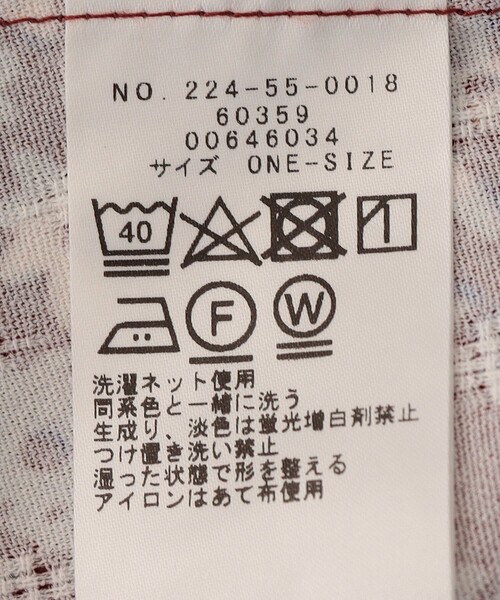 NO. 224-55-0018
60359
00646034
サイズ ONE-SIZE
40
F W
洗濯ネット使用
同系色と一緒に洗う
生成り、淡色は蛍光増白剤禁止
つけ置き洗い禁止
湿った状態で形を整える
アイロンはあて布使用